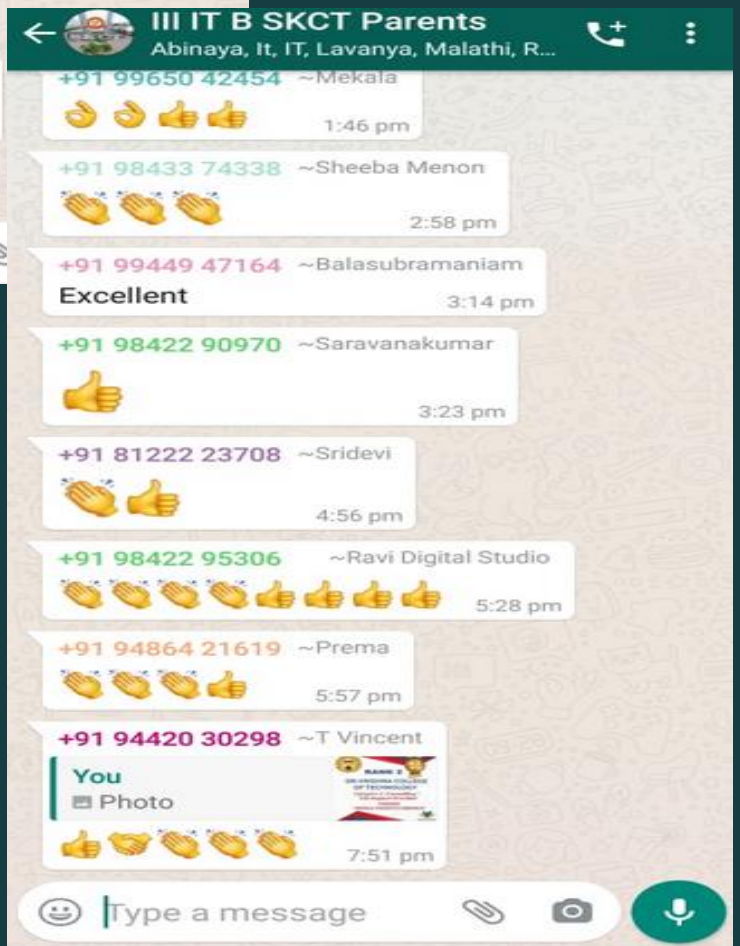 III IT B SKCT Parents
Abinaya, It, IT, Lavanya, Malathi, R...
+91 99650 42454 ~Mekala
👌👌👍👍 1:46 pm
+91 98433 74338 ~Sheeba Menon
👏👏👏 2:58 pm
+91 99449 47164 ~Balasubramaniam
Excellent 3:14 pm
+91 98422 90970 ~Saravanakumar
👍 3:23 pm
+91 81222 23708 ~Sridevi
👏👍 4:56 pm
+91 98422 95306 ~Ravi Digital Studio
👏👏👏👏👍👍👍👍 5:28 pm
+91 94864 21619 ~Prema
👏👏👏👍 5:57 pm
+91 94420 30298 ~T Vincent
You
Photo
RANK 2
SRI KRISHNA COLLEGE
OF TECHNOLOGY
👍🤝👏👏👏 7:51 pm
Type a message